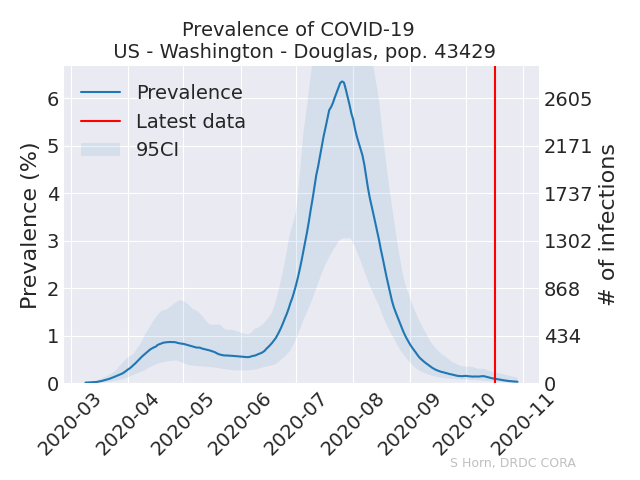 Prevalence of COVID-19
US - Washington - Douglas, pop. 43429
Prevalence
Latest data
95CI
Prevalence (%)
6
5
4
3
2
1
0
2605
2171
1737
1302
868
434
0
# of infections
2020-03
2020-04
2020-05
2020-06
2020-07
2020-08
2020-09
2020-10
2020-11
S Horn, DRDC CORA